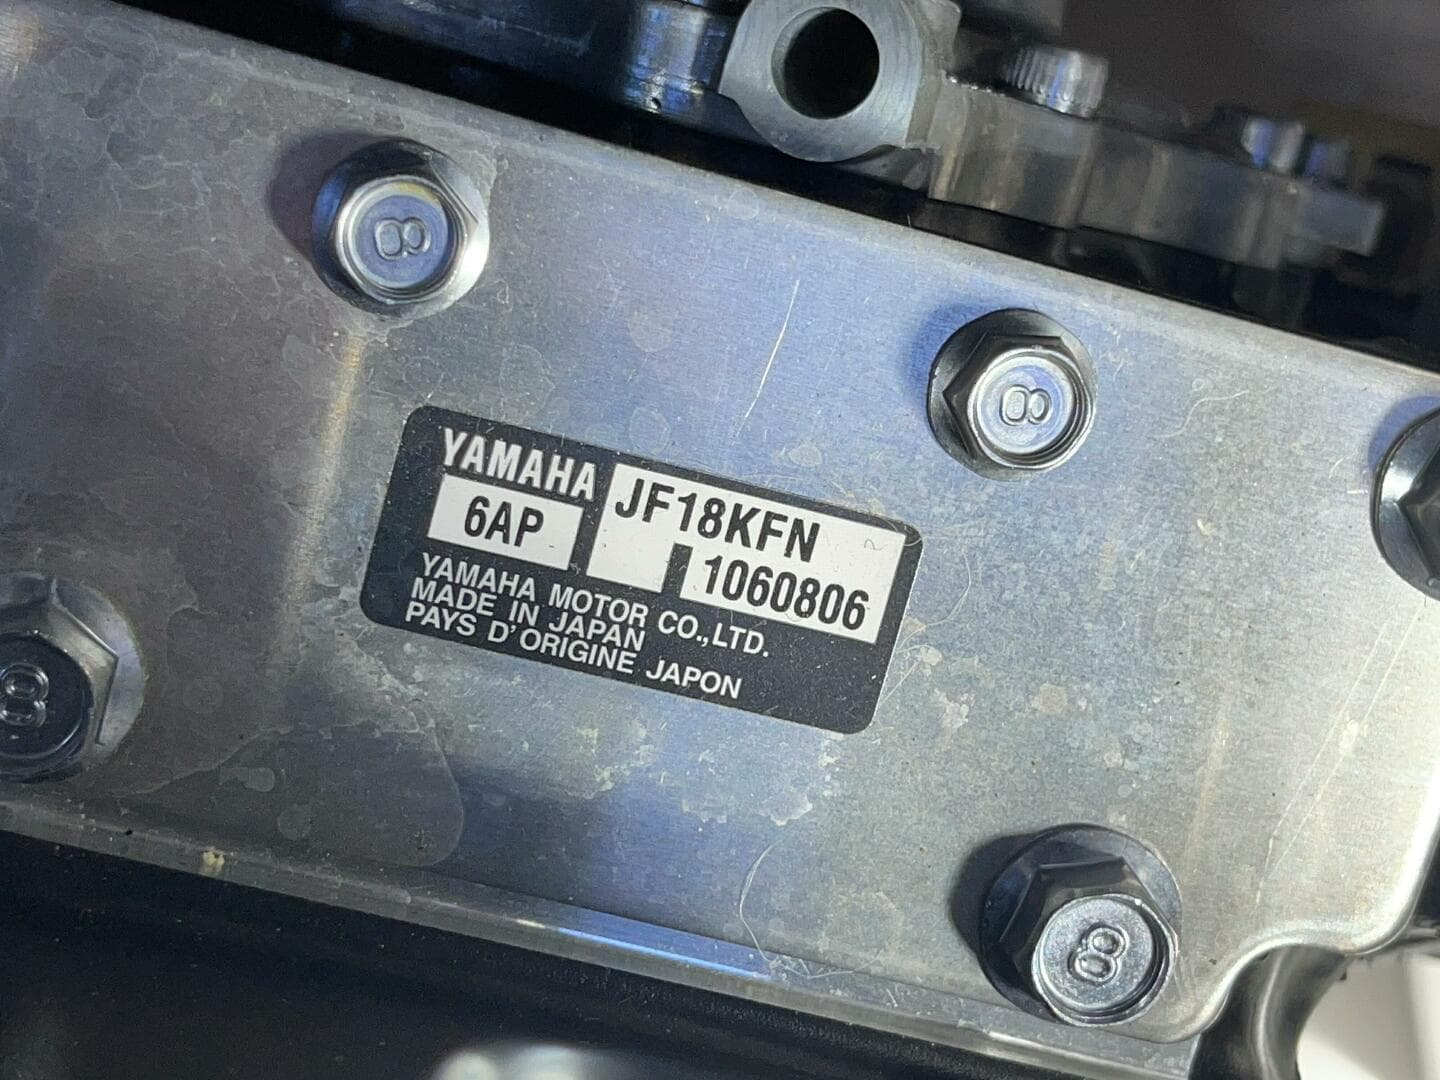 8
8
YAMAHA
6AP
JF18KFN
1060806
YAMAHA MOTOR CO.,LTD.
MADE IN JAPAN
PAYS D'ORIGINE JAPON
8
8